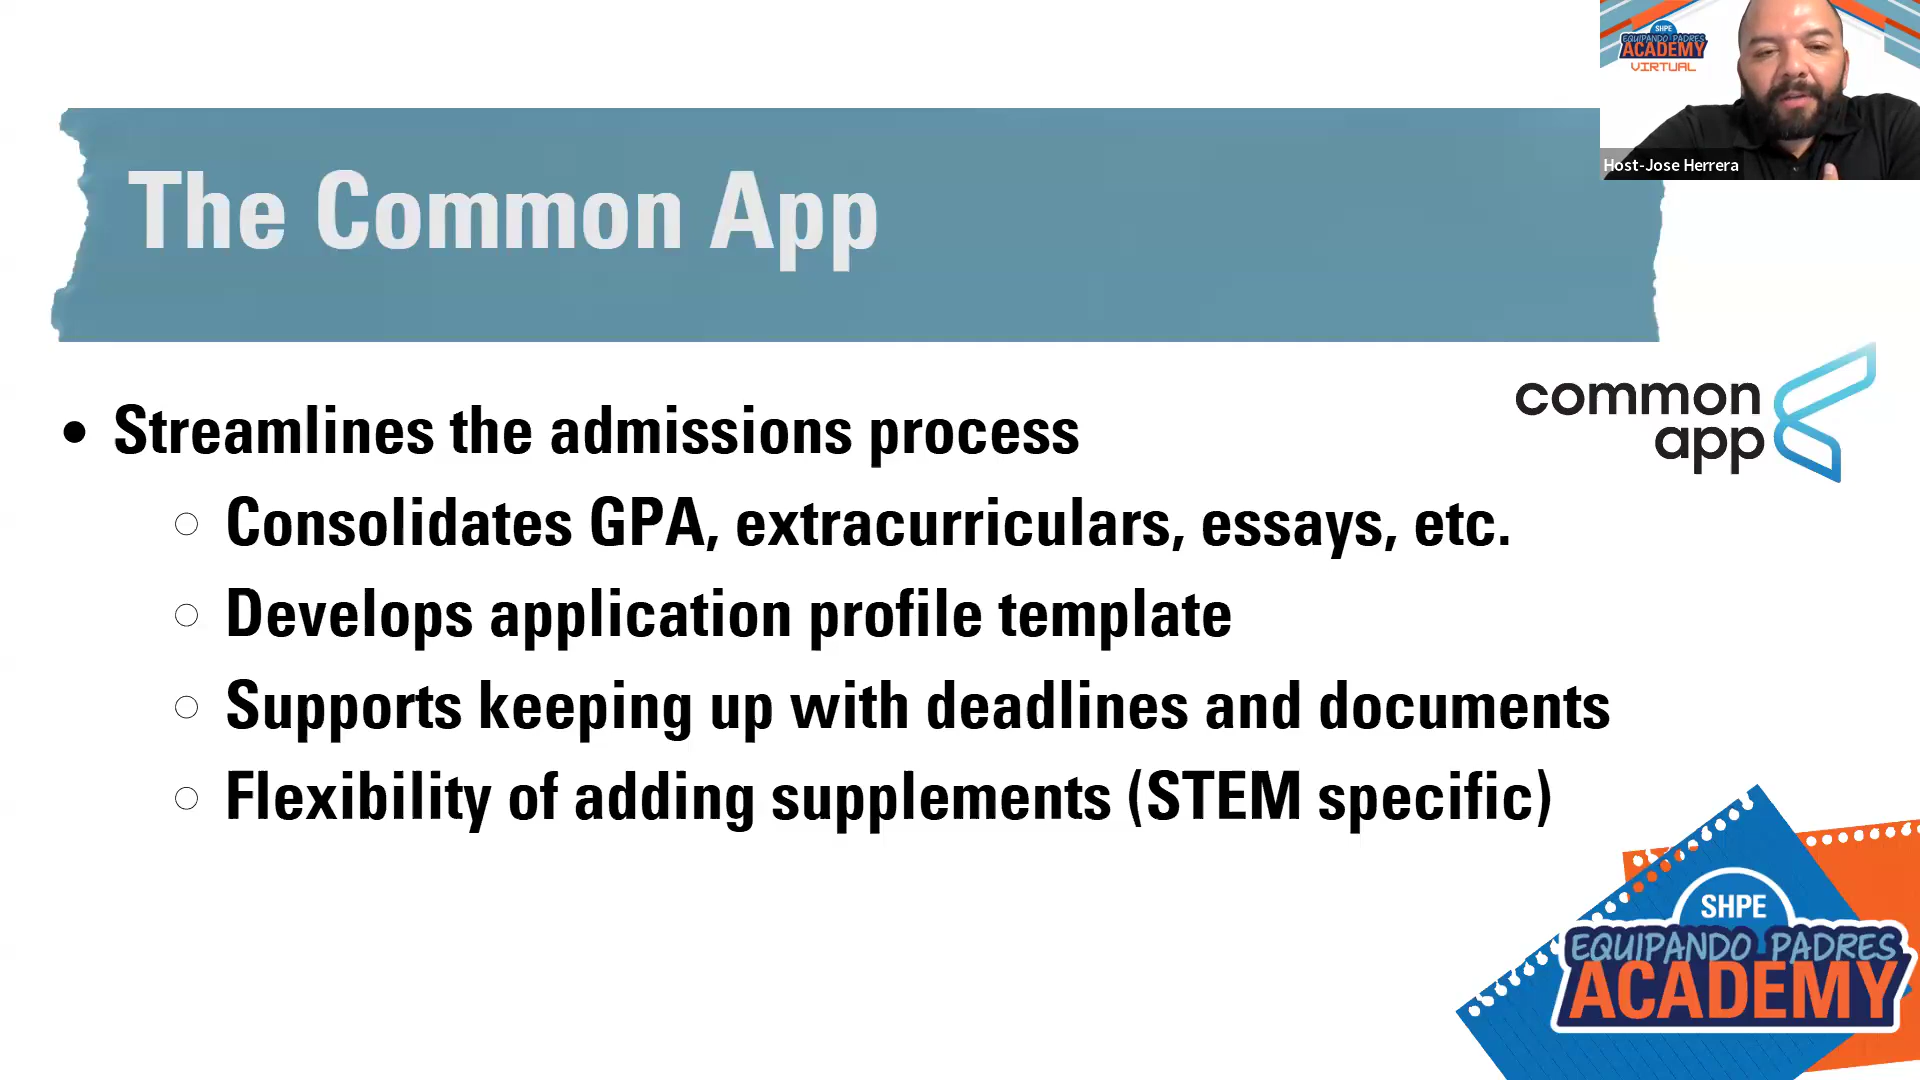 SHPE
EQUIPANDO PADRES
ACADEMY
VIRTUAL
Host-Jose Herrera
The Common App
common
app
• Streamlines the admissions process
○ Consolidates GPA, extracurriculars, essays, etc.
○ Develops application profile template
○ Supports keeping up with deadlines and documents
○ Flexibility of adding supplements (STEM specific)
SHPE
EQUIPANDO PADRES
ACADEMY